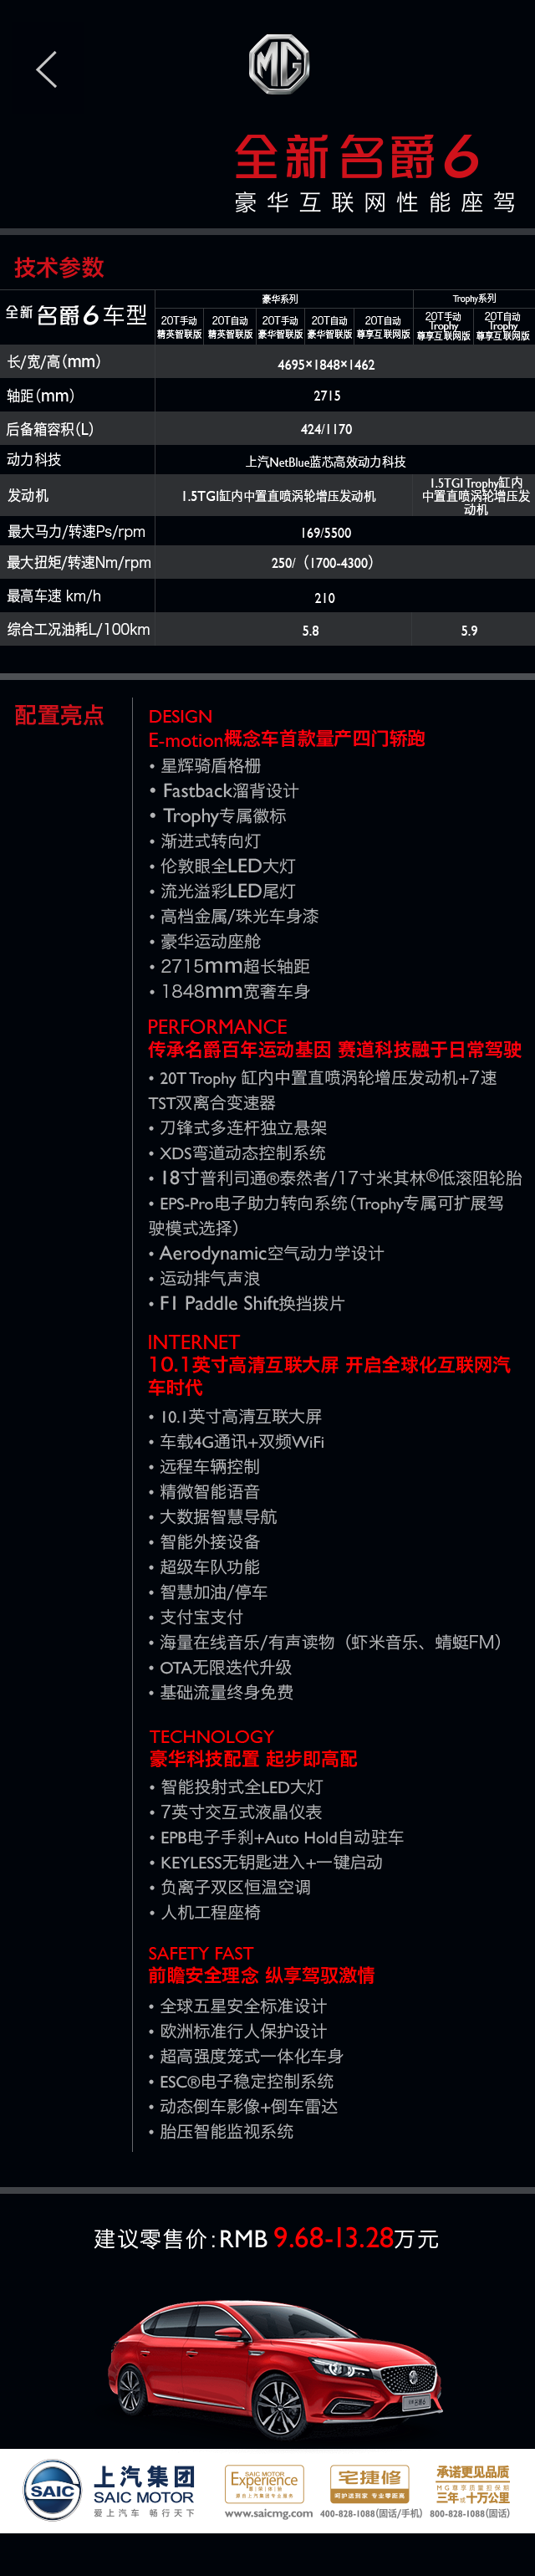 MG
全新名爵6
豪华互联网性能座驾
技术参数
全新 名爵6车型
豪华系列
Trophy系列
20T手动
精英智联版
20T自动
精英智联版
20T手动
豪华智联版
20T自动
豪华智联版
20T自动
尊享互联网版
20T手动
Trophy
尊享互联网版
20T自动
Trophy
尊享互联网版
长/宽/高(mm)
4695×1848×1462
轴距(mm)
2715
后备箱容积(L)
424/1170
动力科技
上汽NetBlue蓝芯高效动力科技
发动机
1.5TGI缸内中置直喷涡轮增压发动机
1.5TGI Trophy缸内
中置直喷涡轮增压发
动机
最大马力/转速Ps/rpm
169/5500
最大扭矩/转速Nm/rpm
250/（1700-4300）
最高车速 km/h
210
综合工况油耗L/100km
5.8
5.9
配置亮点
DESIGN
E-motion概念车首款量产四门轿跑
• 星辉骑盾格栅
• Fastback溜背设计
• Trophy专属徽标
• 渐进式转向灯
• 伦敦眼全LED大灯
• 流光溢彩LED尾灯
• 高档金属/珠光车身漆
• 豪华运动座舱
• 2715mm超长轴距
• 1848mm宽奢车身
PERFORMANCE
传承名爵百年运动基因 赛道科技融于日常驾驶
• 20T Trophy 缸内中置直喷涡轮增压发动机+7速
TST双离合变速器
• 刀锋式多连杆独立悬架
• XDS弯道动态控制系统
• 18寸普利司通®泰然者/17寸米其林®低滚阻轮胎
• EPS-Pro电子助力转向系统(Trophy专属可扩展驾
驶模式选择)
• Aerodynamic空气动力学设计
• 运动排气声浪
• F1 Paddle Shift换挡拨片
INTERNET
10.1英寸高清互联大屏 开启全球化互联网汽
车时代
• 10.1英寸高清互联大屏
• 车载4G通讯+双频WiFi
• 远程车辆控制
• 精微智能语音
• 大数据智慧导航
• 智能外接设备
• 超级车队功能
• 智慧加油/停车
• 支付宝支付
• 海量在线音乐/有声读物（虾米音乐、蜻蜓FM）
• OTA无限迭代升级
• 基础流量终身免费
TECHNOLOGY
豪华科技配置 起步即高配
• 智能投射式全LED大灯
• 7英寸交互式液晶仪表
• EPB电子手刹+Auto Hold自动驻车
• KEYLESS无钥匙进入+一键启动
• 负离子双区恒温空调
• 人机工程座椅
SAFETY FAST
前瞻安全理念 纵享驾驭激情
• 全球五星安全标准设计
• 欧洲标准行人保护设计
• 超高强度笼式一体化车身
• ESC®电子稳定控制系统
• 动态倒车影像+倒车雷达
• 胎压智能监视系统
建议零售价：RMB 9.68-13.28万元
SAIC
上汽集团
SAIC MOTOR
爱上汽车 畅行天下
SAIC MOTOR
Experience
www.saicmg.com
宅捷修
呵护送到家 专业零距离
400-828-1088(固话/手机)
承诺更见品质
MG尊享质量担保期
三年或十万公里
800-828-1088(固话)